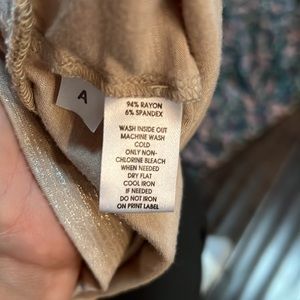 A
94% RAYON
6% SPANDEX
WASH INSIDE OUT
MACHINE WASH
COLD
ONLY NON-
CHLORINE BLEACH
WHEN NEEDED
DRY FLAT
COOL IRON
IF NEEDED
DO NOT IRON
ON PRINT LABEL